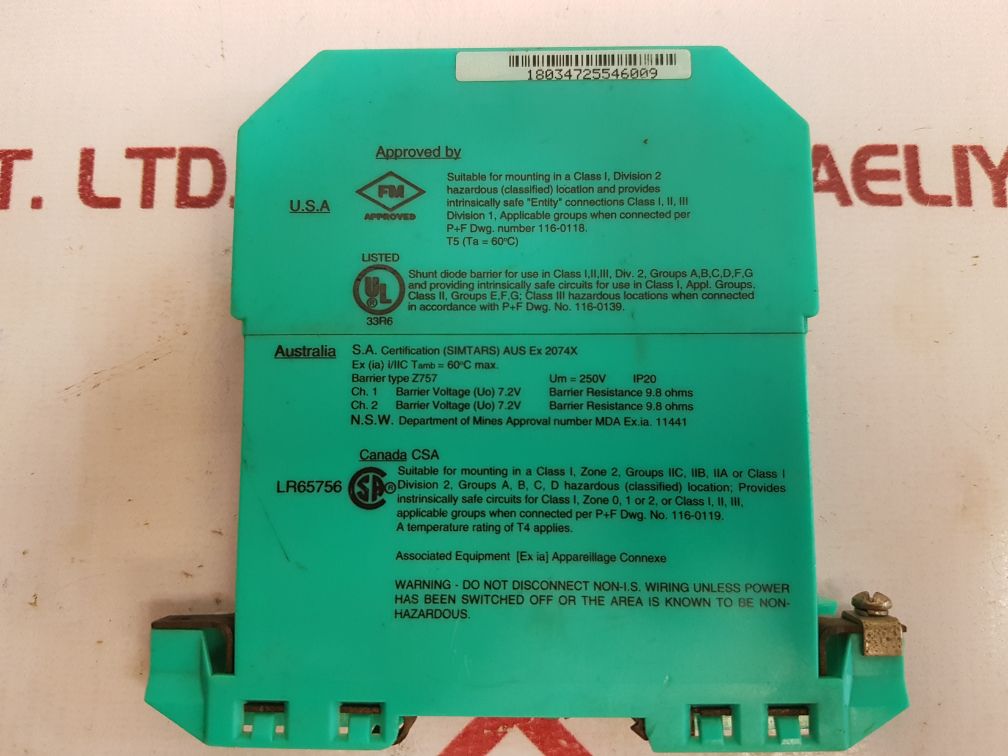 18034725546009
T. LTD.
AELIY
Approved by
U.S.A
FM
APPROVED
Suitable for mounting in a Class I, Division 2
hazardous (classified) location and provides
intrinsically safe "Entity" connections Class I, II, III
Division 1, Applicable groups when connected per
P+F Dwg. number 116-0118.
T5 (Ta = 60°C)
LISTED
UL
®
33R6
Shunt diode barrier for use in Class I,II,III, Div. 2, Groups A,B,C,D,F,G
and providing intrinsically safe circuits for use in Class I, Appl. Groups.
Class II, Groups E,F,G; Class III hazardous locations when connected
in accordance with P+F Dwg. No. 116-0139.
Australia
S.A. Certification (SIMTARS) AUS Ex 2074X
Ex (ia) i/IIC Tamb = 60°C max.
Barrier type Z757 Um = 250V IP20
Ch. 1 Barrier Voltage (Uo) 7.2V Barrier Resistance 9.8 ohms
Ch. 2 Barrier Voltage (Uo) 7.2V Barrier Resistance 9.8 ohms
N.S.W. Department of Mines Approval number MDA Ex.ia. 11441
Canada CSA
LR65756
SA ®
Suitable for mounting in a Class I, Zone 2, Groups IIC, IIB, IIA or Class I
Division 2, Groups A, B, C, D hazardous (classified) location; Provides
instrinsically safe circuits for Class I, Zone 0, 1 or 2, or Class I, II, III,
applicable groups when connected per P+F Dwg. No. 116-0119.
A temperature rating of T4 applies.
Associated Equipment [Ex ia] Appareillage Connexe
WARNING - DO NOT DISCONNECT NON-I.S. WIRING UNLESS POWER
HAS BEEN SWITCHED OFF OR THE AREA IS KNOWN TO BE NON-
HAZARDOUS.